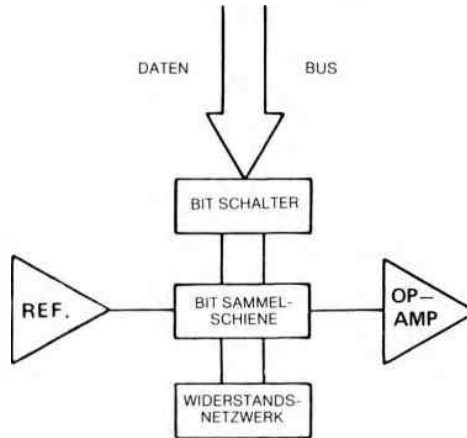 DATEN BUS
BIT SCHALTER
REF.
BIT SAMMEL-
SCHIENE
OP—
AMP
WIDERSTANDS-
NETZWERK